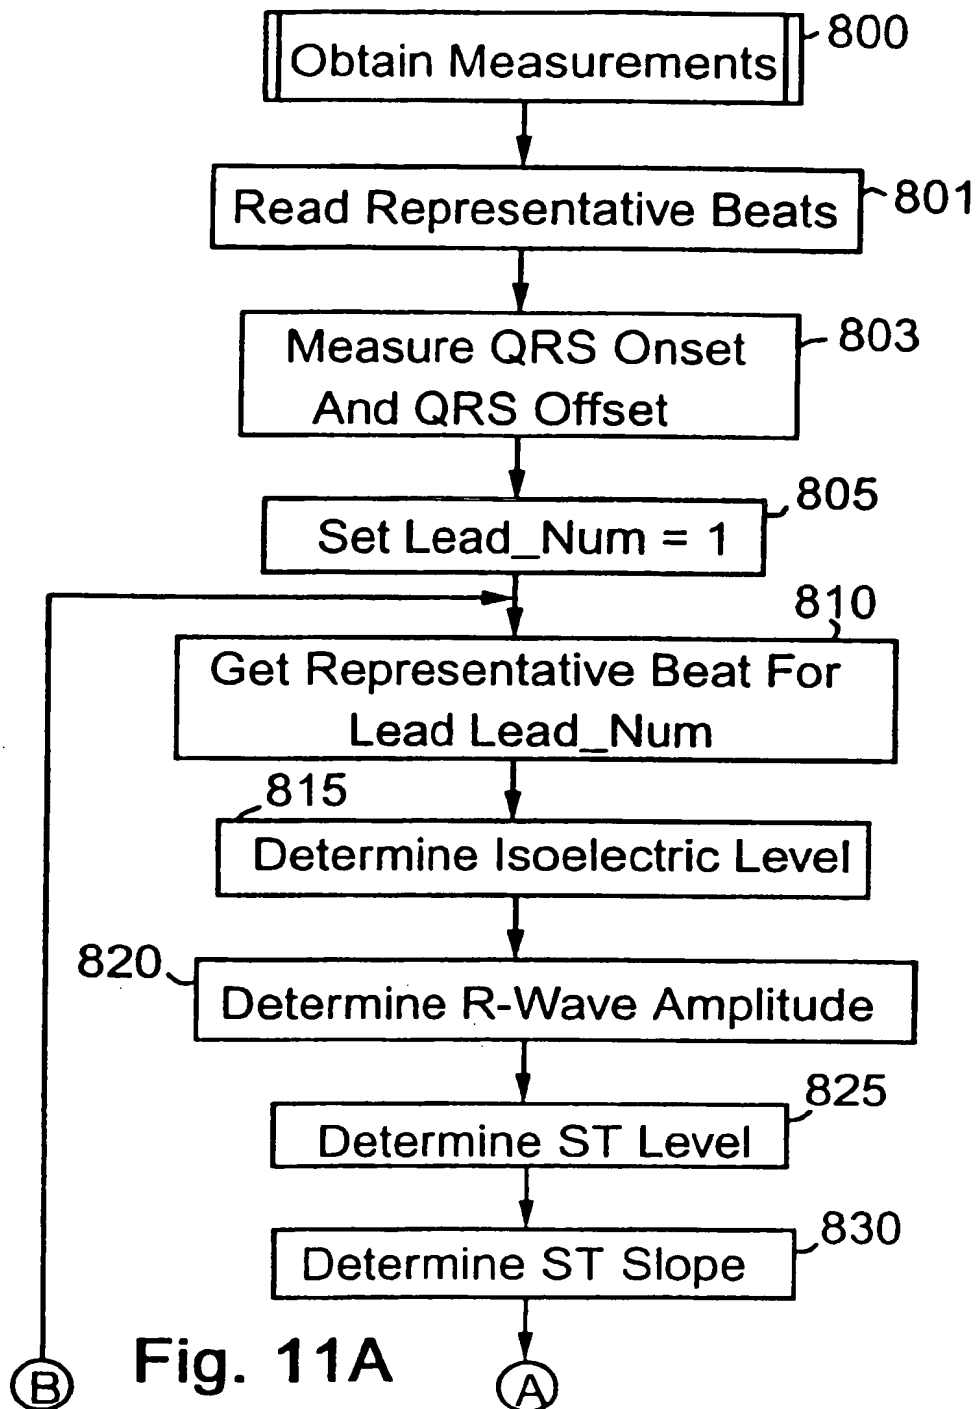 Obtain Measurements
800
Read Representative Beats
801
Measure QRS Onset
And QRS Offset
803
Set Lead_Num = 1
805
810
Get Representative Beat For
Lead Lead_Num
815
Determine Isoelectric Level
820
Determine R-Wave Amplitude
825
Determine ST Level
830
Determine ST Slope
Fig. 11A
B
A